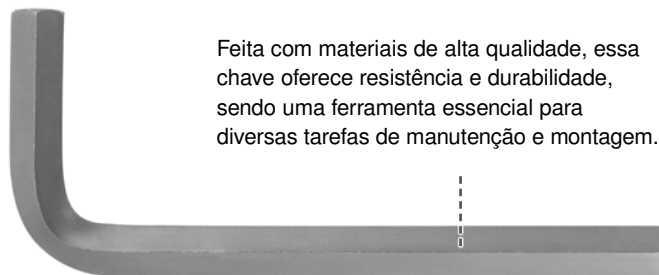 Feita com materiais de alta qualidade, essa
chave oferece resistência e durabilidade,
sendo uma ferramenta essencial para
diversas tarefas de manutenção e montagem.